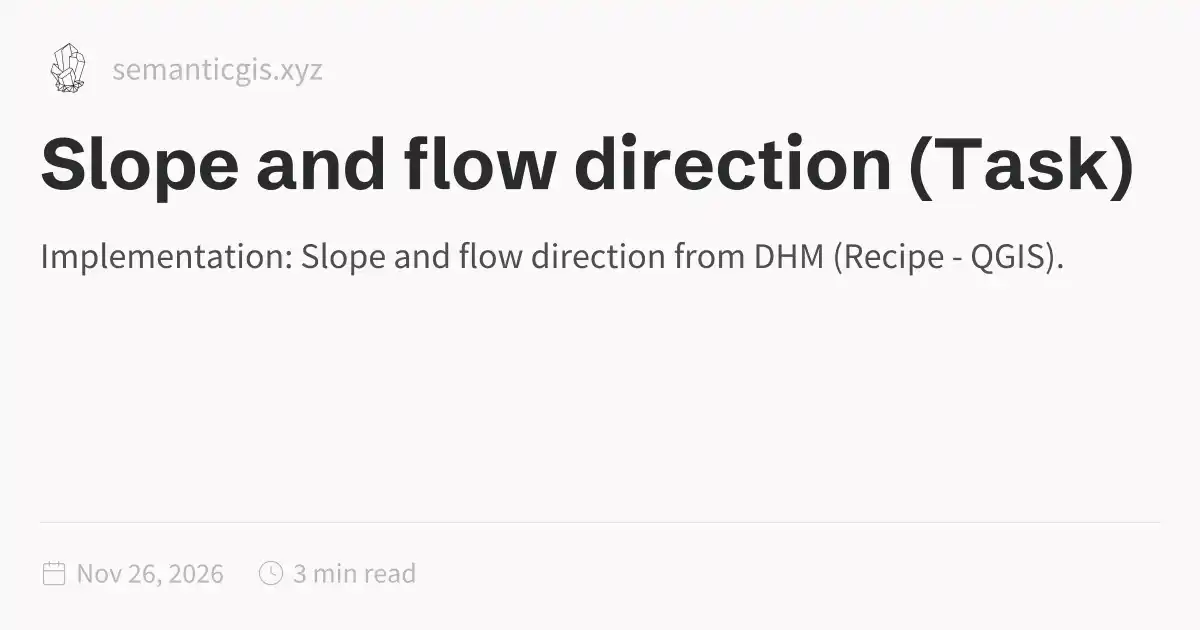 semanticgis.xyz
Slope and flow direction (Task)
Implementation: Slope and flow direction from DHM (Recipe - QGIS).
Nov 26, 2026 3 min read